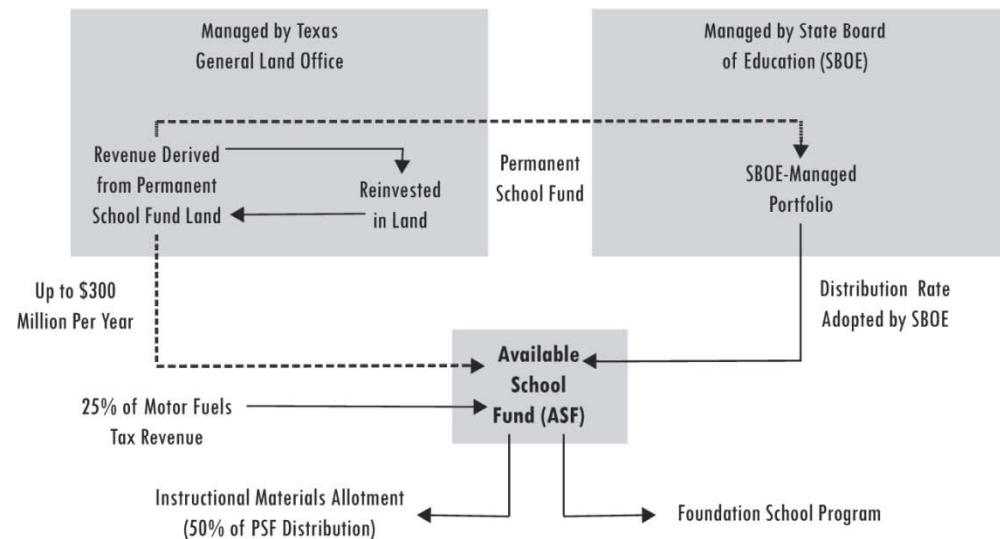 Managed by Texas
General Land Office
Managed by State Board
of Education (SBOE)
Revenue Derived
from Permanent
School Fund Land
Reinvested
in Land
Permanent
School Fund
SBOE-Managed
Portfolio
Up to $300
Million Per Year
Distribution Rate
Adopted by SBOE
Available
School
Fund (ASF)
25% of Motor Fuels
Tax Revenue
Instructional Materials Allotment
(50% of PSF Distribution)
Foundation School Program